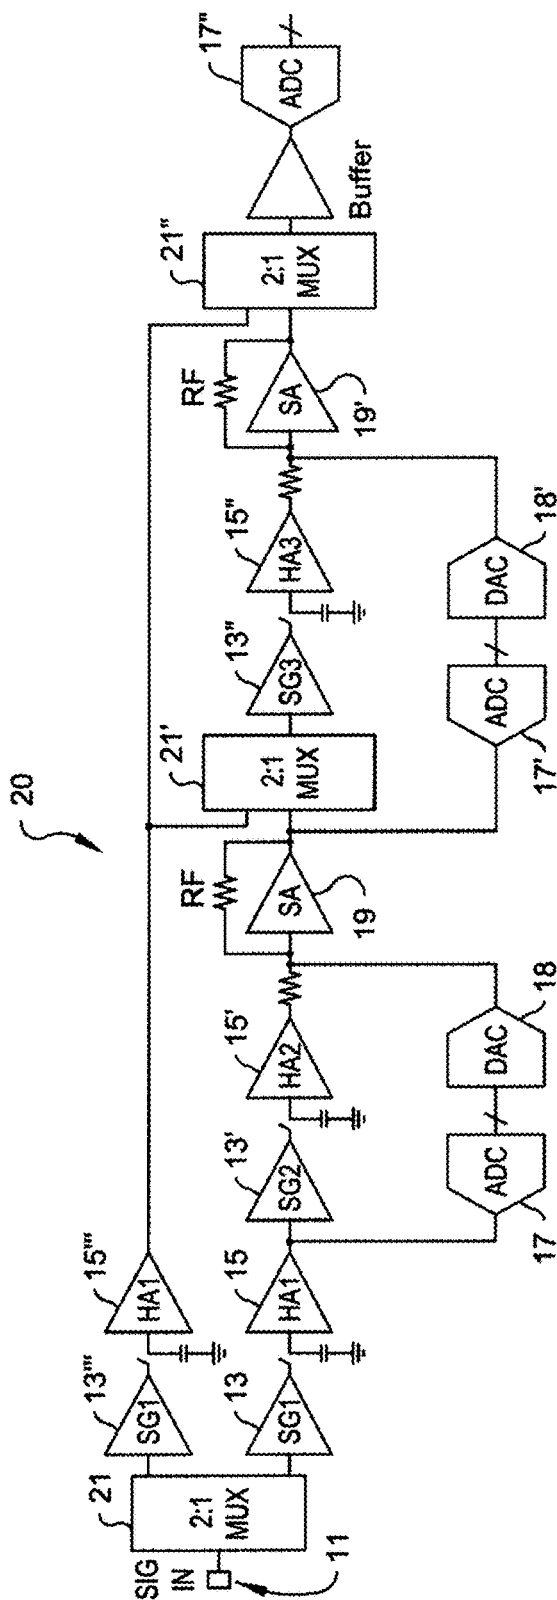 20
SIG
IN
11
21
2:1
MUX
13'''
SG1
15'''
HA1
13
SG1
15
HA1
13'
SG2
15'
HA2
RF
SA
19
21'
2:1
MUX
13"
SG3
15"
HA3
RF
SA
19'
21"
2:1
MUX
Buffer
17"
ADC
17
ADC
DAC
18
17'
ADC
DAC
18'